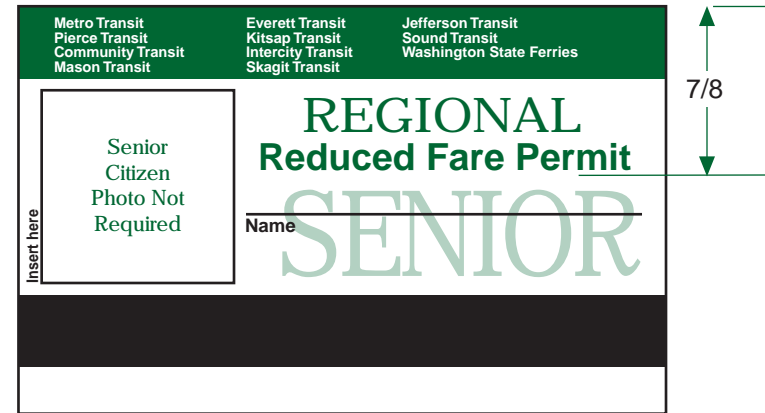 Metro Transit
Pierce Transit
Community Transit
Mason Transit
Everett Transit
Kitsap Transit
Intercity Transit
Skagit Transit
Jefferson Transit
Sound Transit
Washington State Ferries
7/8
REGIONAL
Reduced Fare Permit
Senior
Citizen
Photo Not
Required
Insert here
SENIOR
Name